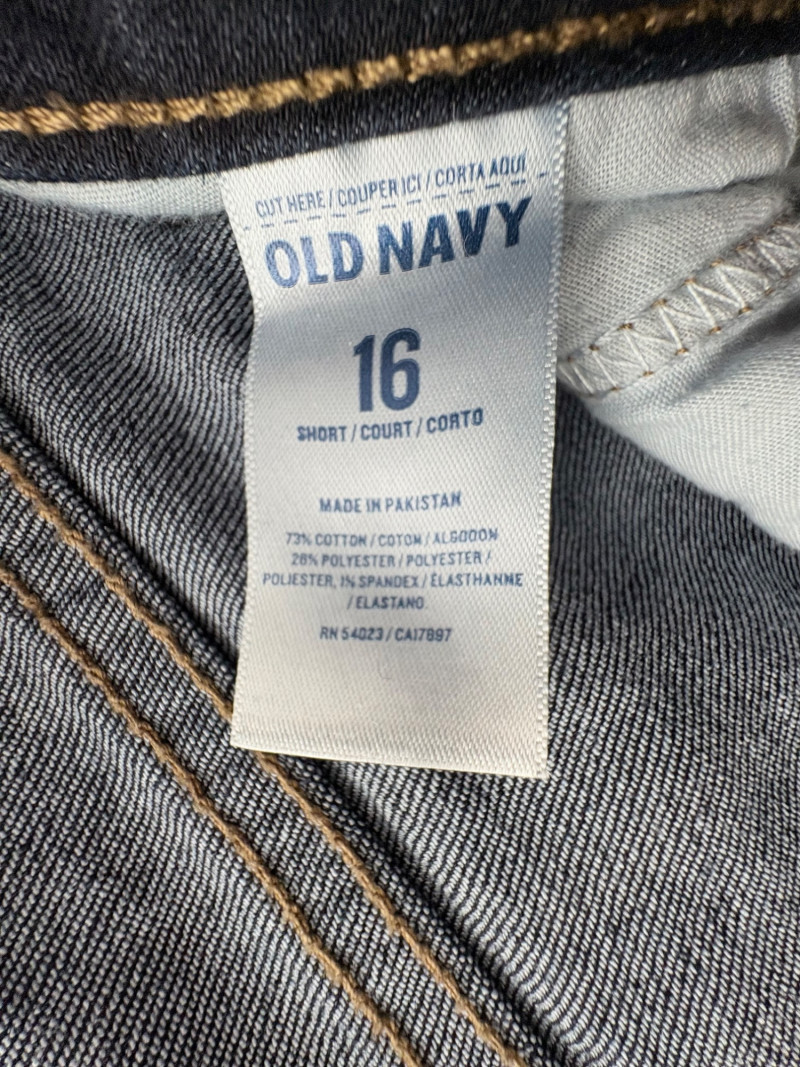 CUT HERE / COUPER ICI / CORTA AQUÍ
OLD NAVY
16
SHORT / COURT / CORTO
MADE IN PAKISTAN
73% COTTON / COTON / ALGODON
26% POLYESTER / POLYESTER /
POLIESTER, 1% SPANDEX / ÉLASTHANNE
/ ELASTANO
RN 54023 / CA17897